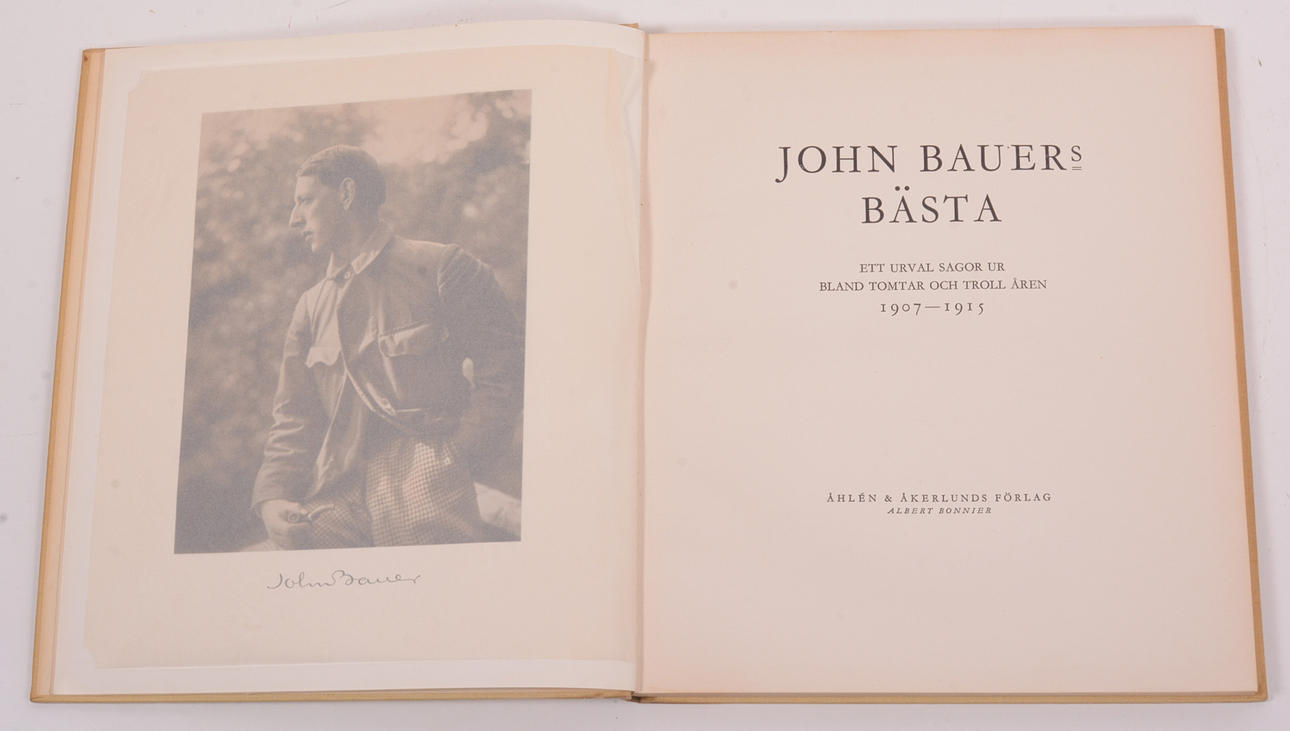 John Bauer
JOHN BAUERS
BÄSTA
ETT URVAL SAGOR UR
BLAND TOMTAR OCH TROLL ÅREN
1907—1915
ÅHLÉN & ÅKERLUNDS FÖRLAG
ALBERT BONNIER